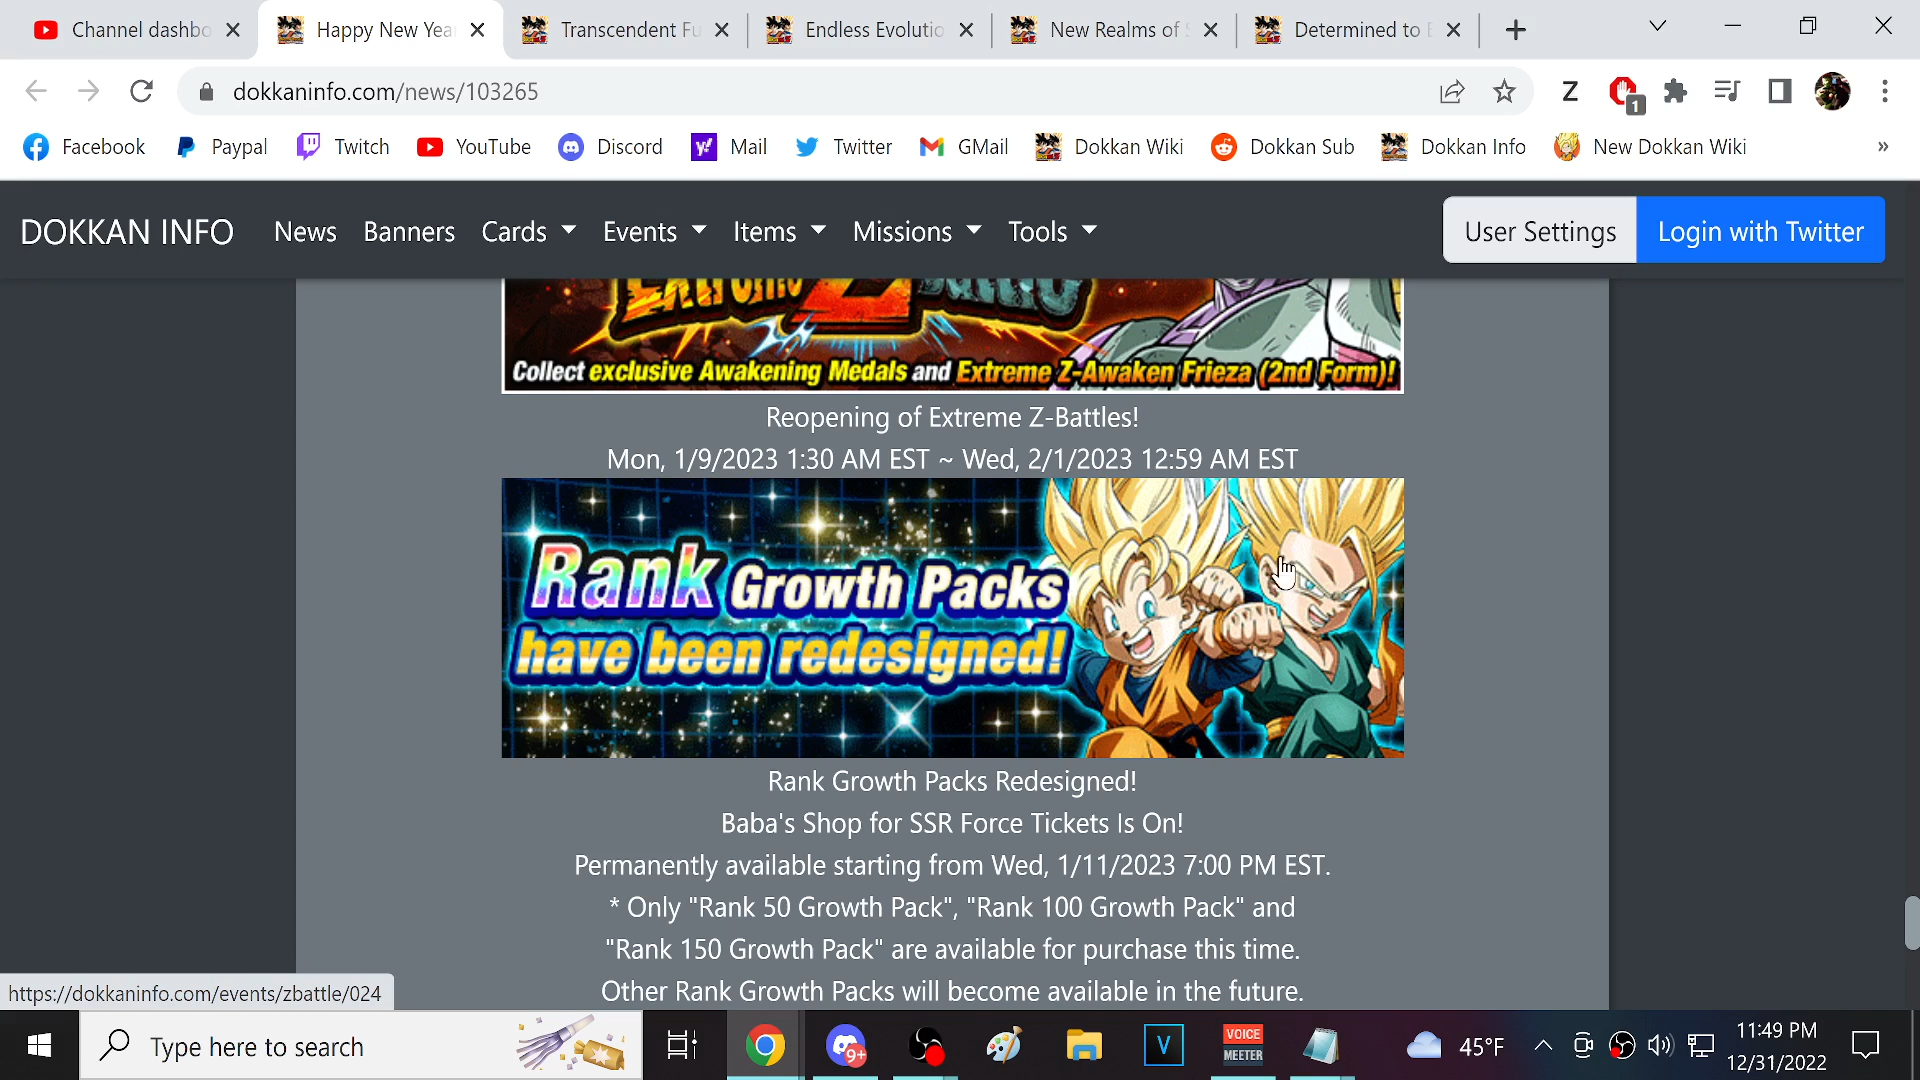 Channel dashbo
Happy New Yea
Transcendent Fu
Endless Evolutio
New Realms of S
Determined to B
dokkaninfo.com/news/103265
Z
1
Facebook
Paypal
Twitch
YouTube
Discord
Mail
Twitter
GMail
Dokkan Wiki
Dokkan Sub
Dokkan Info
New Dokkan Wiki
»
DOKKAN INFO
News
Banners
Cards
Events
Items
Missions
Tools
User Settings
Login with Twitter
Extreme Z Battle
Collect exclusive Awakening Medals and Extreme Z-Awaken Frieza (2nd Form)!
Reopening of Extreme Z-Battles!
Mon, 1/9/2023 1:30 AM EST ~ Wed, 2/1/2023 12:59 AM EST
Rank Growth Packs
have been redesigned!
Rank Growth Packs Redesigned!
Baba's Shop for SSR Force Tickets Is On!
Permanently available starting from Wed, 1/11/2023 7:00 PM EST.
* Only "Rank 50 Growth Pack", "Rank 100 Growth Pack" and
"Rank 150 Growth Pack" are available for purchase this time.
Other Rank Growth Packs will become available in the future.
https://dokkaninfo.com/events/zbattle/024
Type here to search
9+
V
VOICE
MEETER
45°F
11:49 PM
12/31/2022